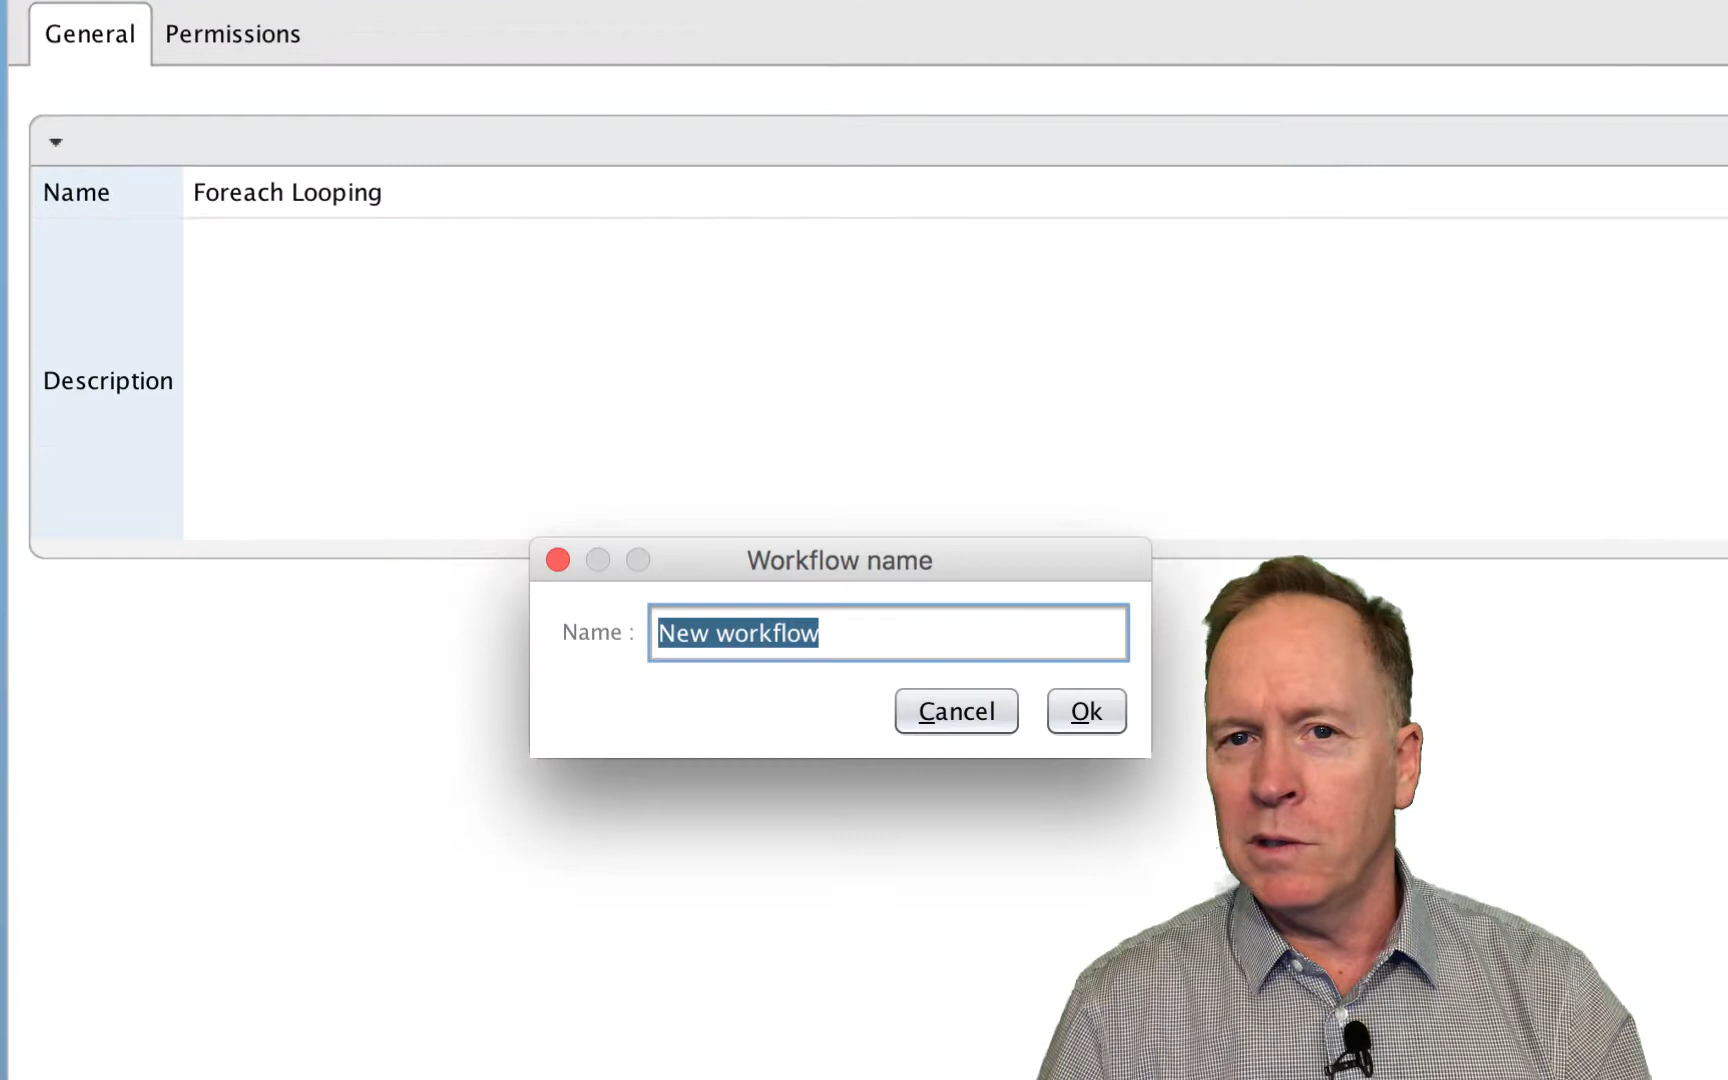 General Permissions
Name Foreach Looping
Description
Workflow name
Name : New workflow
Cancel Ok